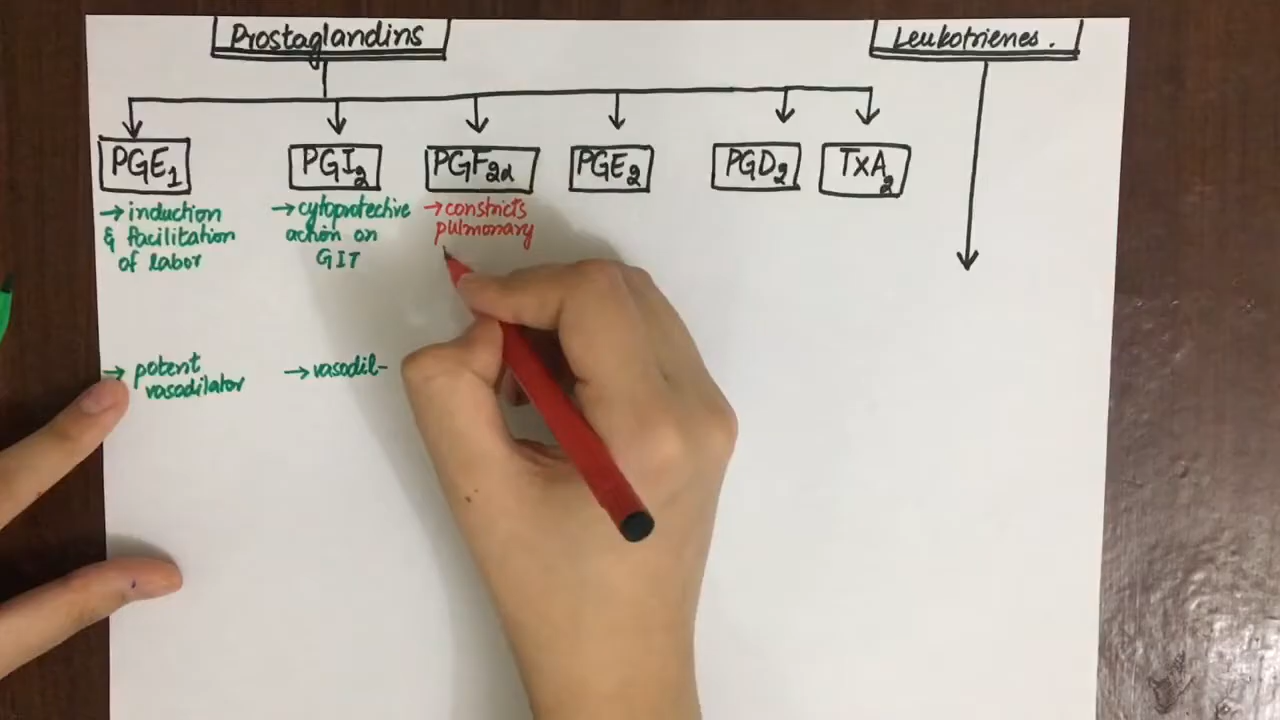 Prostaglandins
Leukotrienes.
PGE₁
PGI₂
PGF₂α
PGE₂
PGD₂
TxA₂
→ induction
& facilitation
of labor
→ cytoprotective
action on
GIT
→ constricts
pulmonary
→ potent
vasodilator
→ vasodil-